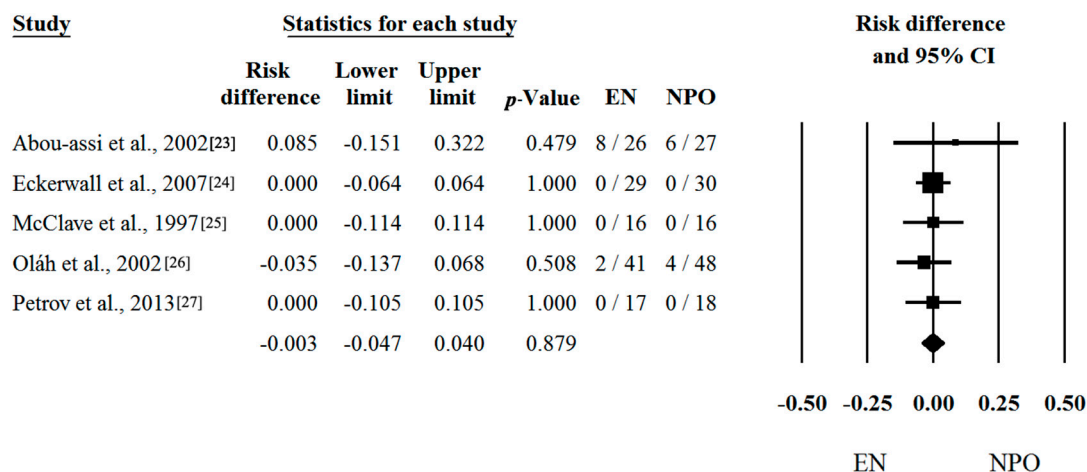 Study Statistics for each study Risk difference
and 95% CI
Risk Lower Upper
difference limit limit p-Value EN NPO
Abou-assi et al., 2002[23] 0.085 -0.151 0.322 0.479 8 / 26 6 / 27
Eckerwall et al., 2007[24] 0.000 -0.064 0.064 1.000 0 / 29 0 / 30
McClave et al., 1997[25] 0.000 -0.114 0.114 1.000 0 / 16 0 / 16
Oláh et al., 2002[26] -0.035 -0.137 0.068 0.508 2 / 41 4 / 48
Petrov et al., 2013[27] 0.000 -0.105 0.105 1.000 0 / 17 0 / 18
-0.003 -0.047 0.040 0.879
-0.50 -0.25 0.00 0.25 0.50
EN NPO